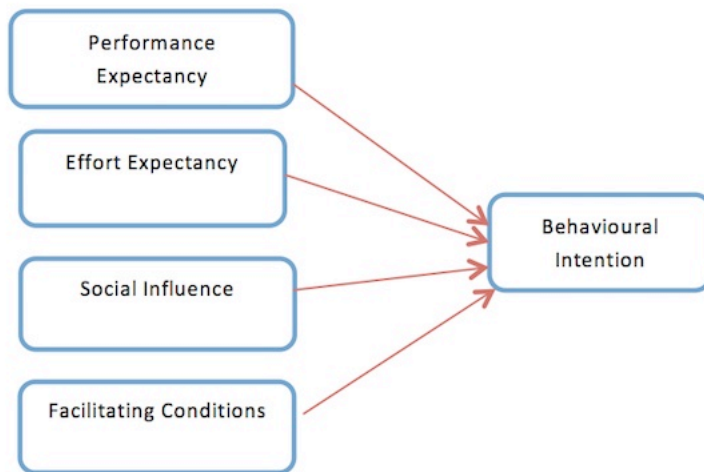 Performance
Expectancy
Effort Expectancy
Social Influence
Facilitating Conditions
Behavioural
Intention